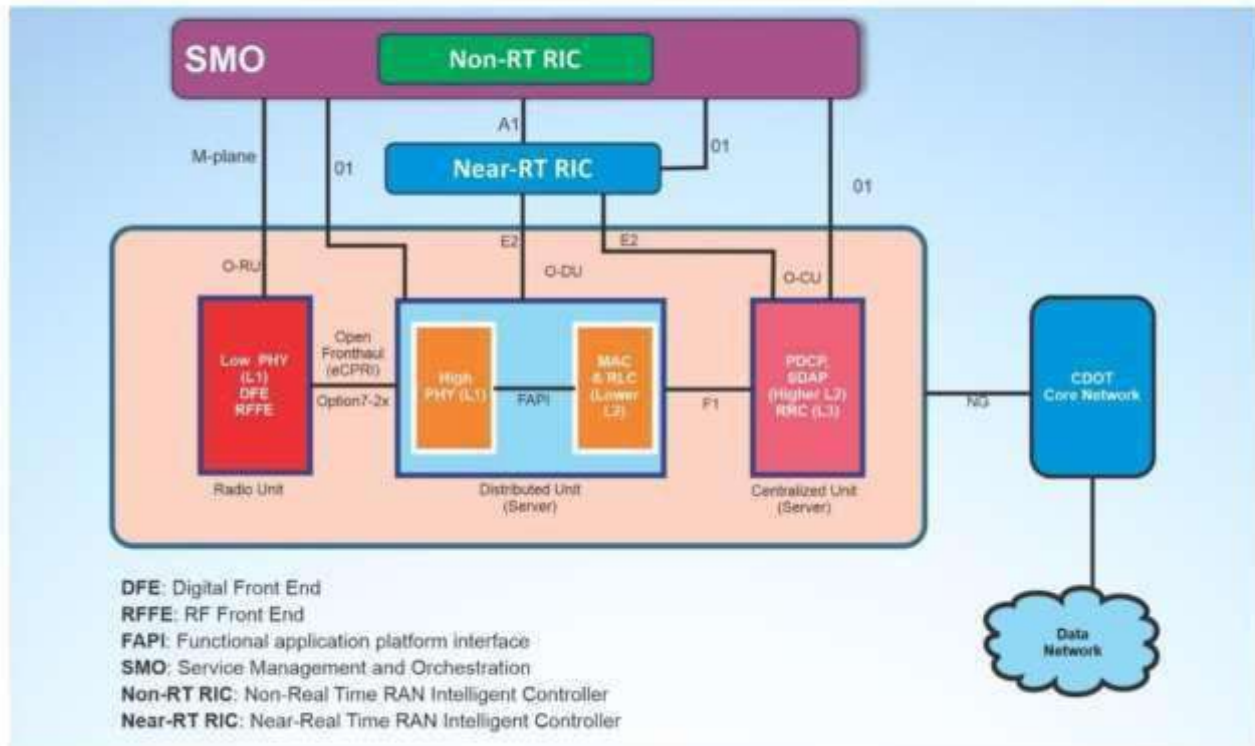 SMO
Non-RT RIC
M-plane
01
A1
Near-RT RIC
01
01
E2
E2
O-RU
O-DU
O-CU
Low PHY
(L1)
DFE
RFFE
Open
Fronthaul
(eCPRI)
Option7-2x
High
PHY (L1)
FAPI
MAC
& RLC
(Lower
L2)
F1
PDCP,
SDAP
(Higher L2)
RRC (L3)
NG
CDOT
Core Network
Radio Unit
Distributed Unit
(Server)
Centralized Unit
(Server)
Data
Network
DFE: Digital Front End
RFFE: RF Front End
FAPI: Functional application platform interface
SMO: Service Management and Orchestration
Non-RT RIC: Non-Real Time RAN Intelligent Controller
Near-RT RIC: Near-Real Time RAN Intelligent Controller